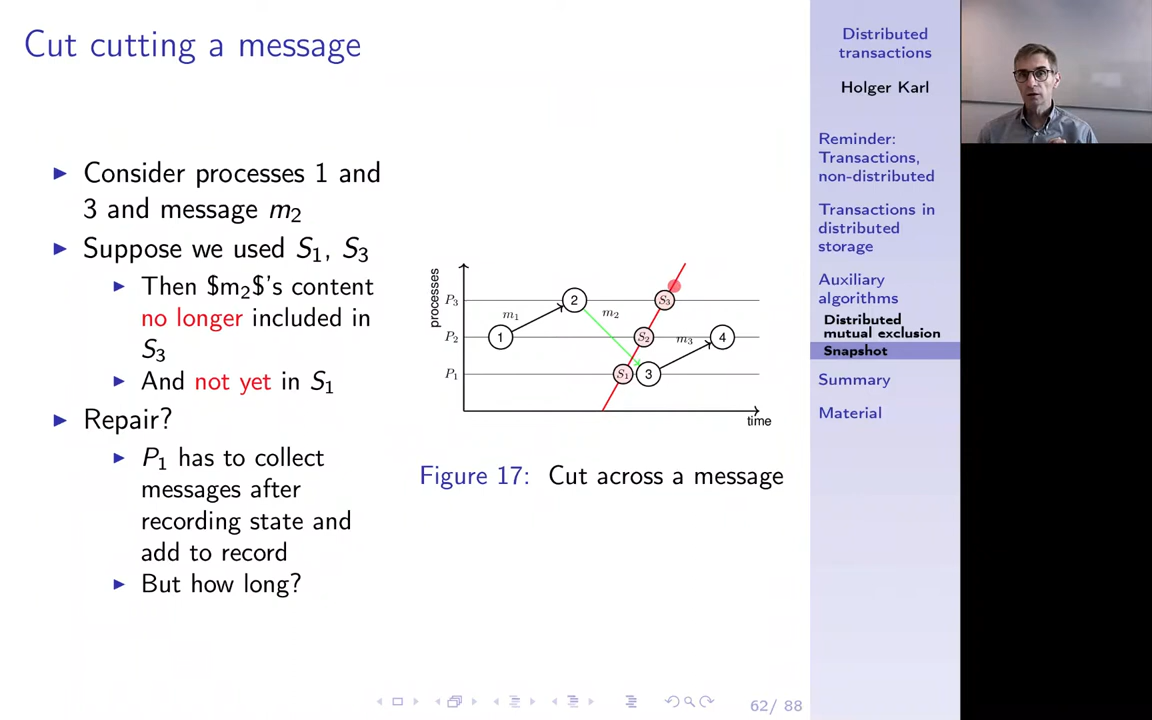 Cut cutting a message
Consider processes 1 and
3 and message m₂
Suppose we used S₁, S₃
Then $m₂$'s content
no longer included in
S₃
And not yet in S₁
Repair?
P₁ has to collect
messages after
recording state and
add to record
But how long?
processes
P₃
P₂
P₁
1
2
3
4
m₁
m₂
m₃
S₃
S₂
S₁
time
Figure 17: Cut across a message
62/ 88
Distributed
transactions
Holger Karl
Reminder:
Transactions,
non-distributed
Transactions in
distributed
storage
Auxiliary
algorithms
Distributed
mutual exclusion
Snapshot
Summary
Material